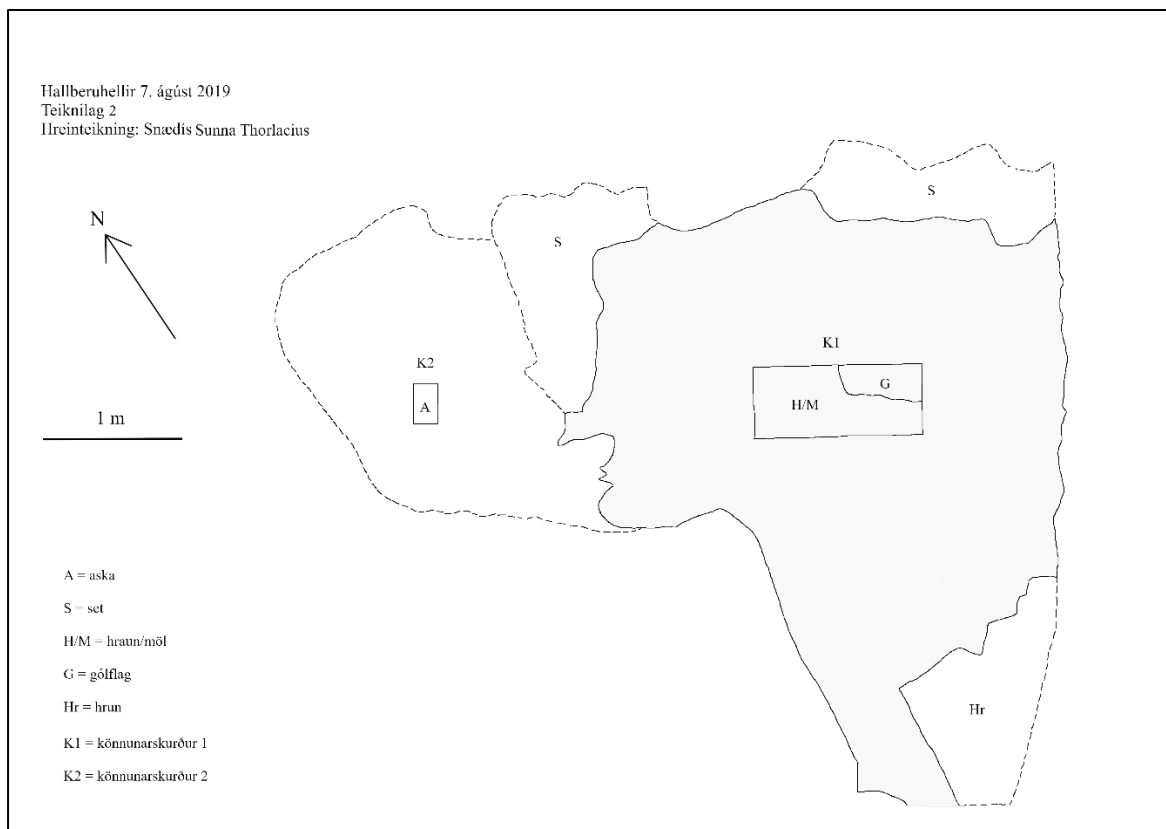 Hallberuhellir 7. ágúst 2019
Teiknilag 2
Hreinteikning: Snædís Sunna Thorlacius
N
S
S
K2
A
K1
G
H/M
1 m
Hr
A = aska
S = set
H/M = hraun/möl
G = gólflag
Hr = hrun
K1 = könnunarskurður 1
K2 = könnunarskurður 2